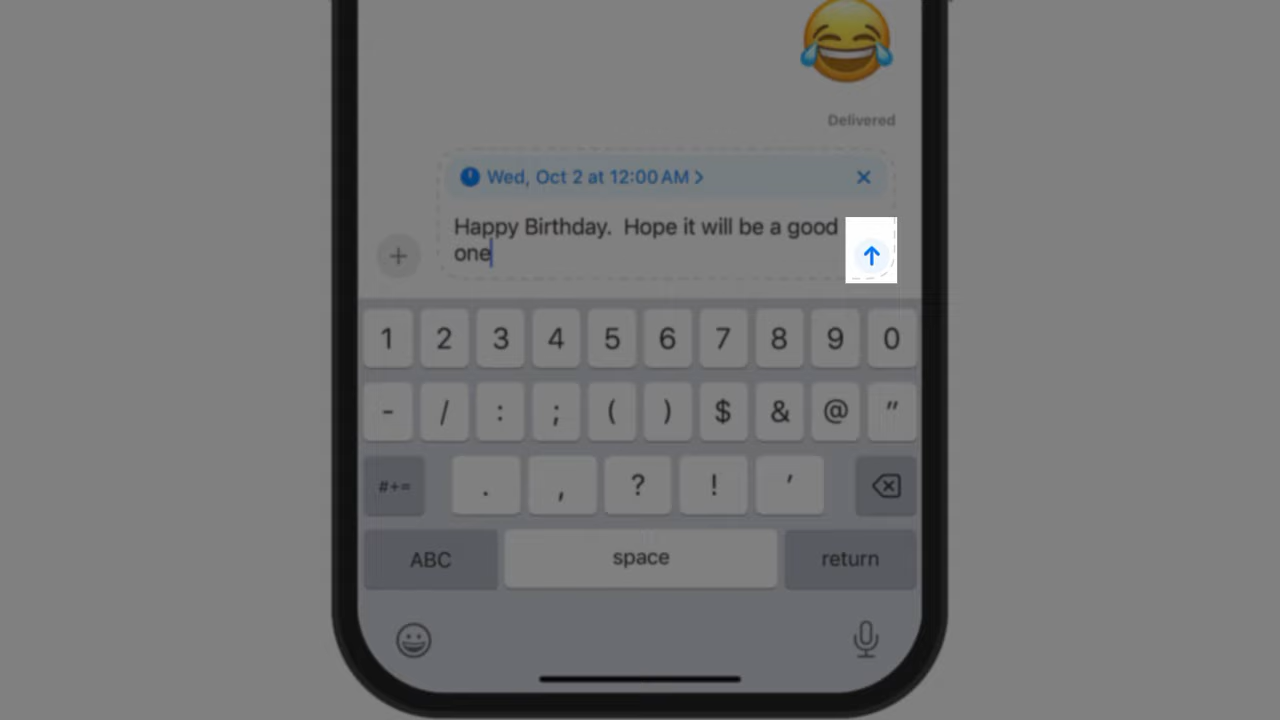 Delivered
Wed, Oct 2 at 12:00 AM
Happy Birthday.  Hope it will be a good
one
1 2 3 4 5 6 7 8 9 0
- / : ; ( ) $ & @ "
#+= . , ? ! '
ABC space return